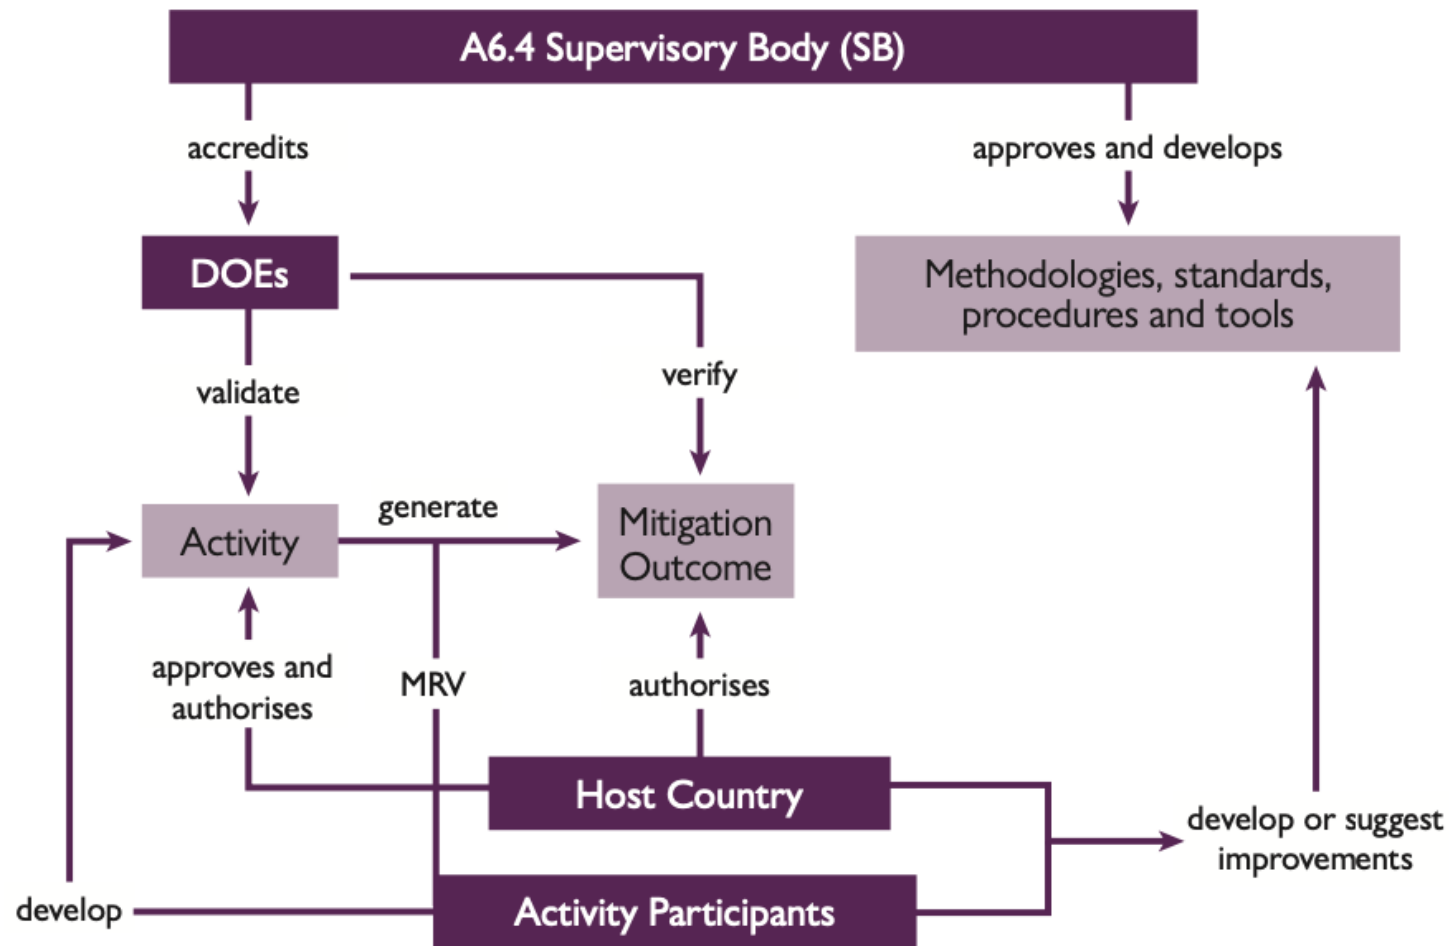 A6.4 Supervisory Body (SB)
accredits
approves and develops
DOEs
Methodologies, standards,
procedures and tools
validate
verify
generate
Activity
Mitigation
Outcome
approves and
authorises
MRV
authorises
Host Country
develop or suggest
improvements
develop
Activity Participants